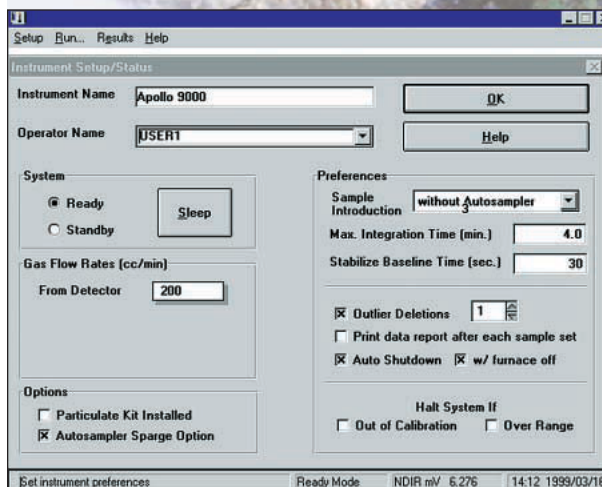 Setup Run... Results Help
Instrument Setup/Status
Instrument Name Apollo 9000
OK
Operator Name USER1
Help
System
Ready
Standby
Sleep
Gas Flow Rates (cc/min)
From Detector 200
Options
Particulate Kit Installed
Autosampler Sparge Option
Preferences
Sample Introduction without Autosampler
3
Max. Integration Time (min.) 4.0
Stabilize Baseline Time (sec.) 30
Outlier Deletions 1
Print data report after each sample set
Auto Shutdown w/ furnace off
Halt System If
Out of Calibration Over Range
Set instrument preferences Ready Mode NDIR mV 6.276 14:12 1999/03/18